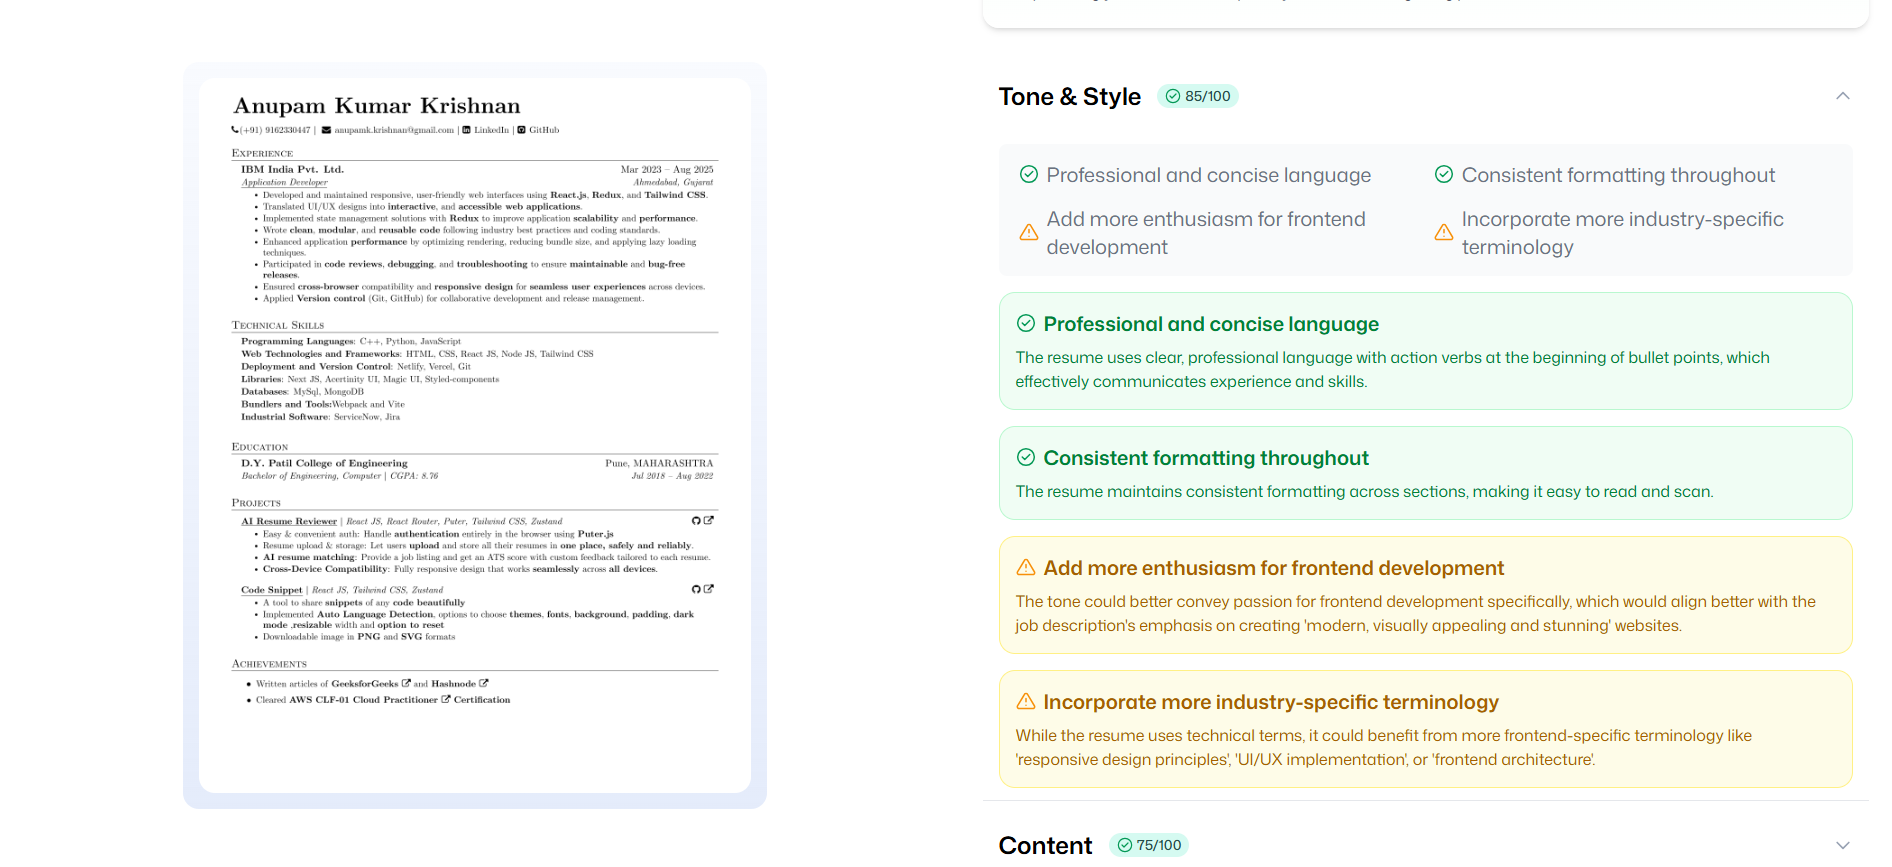 Anupam Kumar Krishnan
(+91) 9162330447 | anupamk.krishnan@gmail.com | LinkedIn | GitHub
Experience
IBM India Pvt. Ltd. Mar 2023 – Aug 2025
Application Developer Ahmedabad, Gujarat
• Developed and maintained responsive, user-friendly web interfaces using React.js, Redux, and Tailwind CSS.
• Translated UI/UX designs into interactive, and accessible web applications.
• Implemented state management solutions with Redux to improve application scalability and performance.
• Wrote clean, modular, and reusable code following industry best practices and coding standards.
• Enhanced application performance by optimizing rendering, reducing bundle size, and applying lazy loading
techniques.
• Participated in code reviews, debugging, and troubleshooting to ensure maintainable and bug-free
releases.
• Ensured cross-browser compatibility and responsive design for seamless user experiences across devices.
• Applied Version control (Git, GitHub) for collaborative development and release management.
Technical Skills
Programming Languages: C++, Python, JavaScript
Web Technologies and Frameworks: HTML, CSS, React JS, Node JS, Tailwind CSS
Deployment and Version Control: Netlify, Vercel, Git
Libraries: Next JS, Acertinity UI, Magic UI, Styled-components
Databases: MySql, MongoDB
Bundlers and Tools:Webpack and Vite
Industrial Software: ServiceNow, Jira
Education
D.Y. Patil College of Engineering Pune, MAHARASHTRA
Bachelor of Engineering, Computer | CGPA: 8.76 Jul 2018 – Aug 2022
Projects
AI Resume Reviewer | React JS, React Router, Puter, Tailwind CSS, Zustand
• Easy & convenient auth: Handle authentication entirely in the browser using Puter.js
• Resume upload & storage: Let users upload and store all their resumes in one place, safely and reliably.
• AI resume matching: Provide a job listing and get an ATS score with custom feedback tailored to each resume.
• Cross-Device Compatibility: Fully responsive design that works seamlessly across all devices.
Code Snippet | React JS, Tailwind CSS, Zustand
• A tool to share snippets of any code beautifully
• Implemented Auto Language Detection, options to choose themes, fonts, background, padding, dark
mode ,resizable width and option to reset
• Downloadable image in PNG and SVG formats
Achievements
• Written articles of GeeksforGeeks and Hashnode
• Cleared AWS CLF-01 Cloud Practitioner Certification
Tone & Style 85/100
Professional and concise language
Consistent formatting throughout
Add more enthusiasm for frontend
development
Incorporate more industry-specific
terminology
Professional and concise language
The resume uses clear, professional language with action verbs at the beginning of bullet points, which
effectively communicates experience and skills.
Consistent formatting throughout
The resume maintains consistent formatting across sections, making it easy to read and scan.
Add more enthusiasm for frontend development
The tone could better convey passion for frontend development specifically, which would align better with the
job description's emphasis on creating 'modern, visually appealing and stunning' websites.
Incorporate more industry-specific terminology
While the resume uses technical terms, it could benefit from more frontend-specific terminology like
'responsive design principles', 'UI/UX implementation', or 'frontend architecture'.
Content 75/100